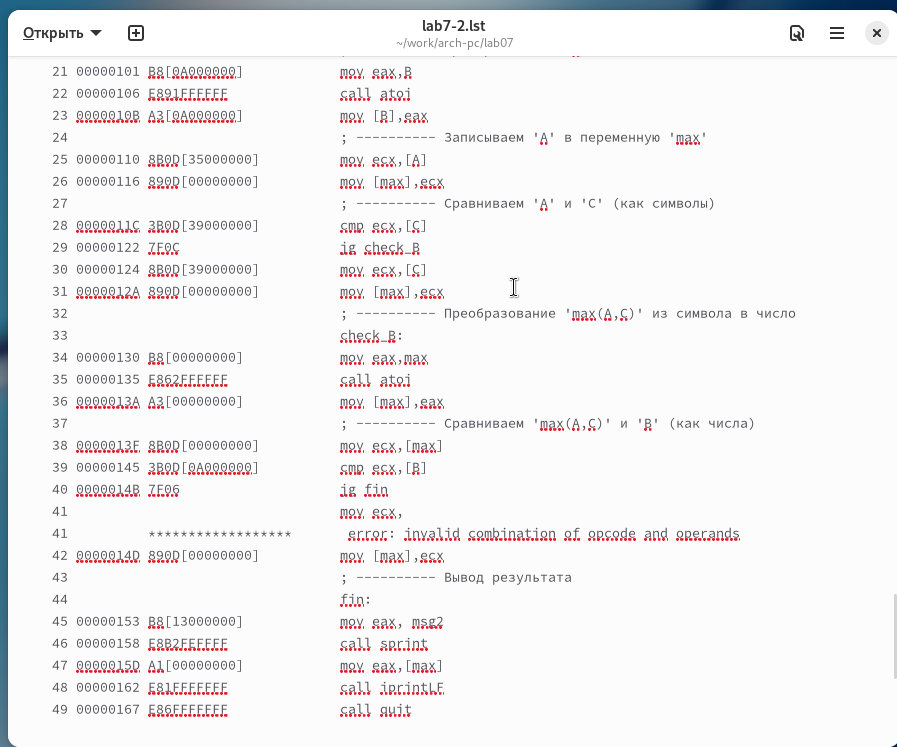 Открыть
lab7-2.lst
~/work/arch-pc/lab07
21 00000101 B8[0A000000] mov eax,B
22 00000106 E891FFFFFF call atoi
23 0000010B A3[0A000000] mov [B],eax
24 ; ---------- Записываем 'A' в переменную 'max'
25 00000110 8B0D[35000000] mov ecx,[A]
26 00000116 890D[00000000] mov [max],ecx
27 ; ---------- Сравниваем 'A' и 'C' (как символы)
28 0000011C 3B0D[39000000] cmp ecx,[C]
29 00000122 7F0C jg check_B
30 00000124 8B0D[39000000] mov ecx,[C]
31 0000012A 890D[00000000] mov [max],ecx
32 ; ---------- Преобразование 'max(A,C)' из символа в число
33 check_B:
34 00000130 B8[00000000] mov eax,max
35 00000135 E862FFFFFF call atoi
36 0000013A A3[00000000] mov [max],eax
37 ; ---------- Сравниваем 'max(A,C)' и 'B' (как числа)
38 0000013F 8B0D[00000000] mov ecx,[max]
39 00000145 3B0D[0A000000] cmp ecx,[B]
40 0000014B 7F06 jg fin
41 mov ecx,
41 ****************** error: invalid combination of opcode and operands
42 0000014D 890D[00000000] mov [max],ecx
43 ; ---------- Вывод результата
44 fin:
45 00000153 B8[13000000] mov eax, msg2
46 00000158 E8B2FEFFFF call sprint
47 0000015D A1[00000000] mov eax,[max]
48 00000162 E81FFFFFFF call iprintLF
49 00000167 E86FFFFFFF call quit